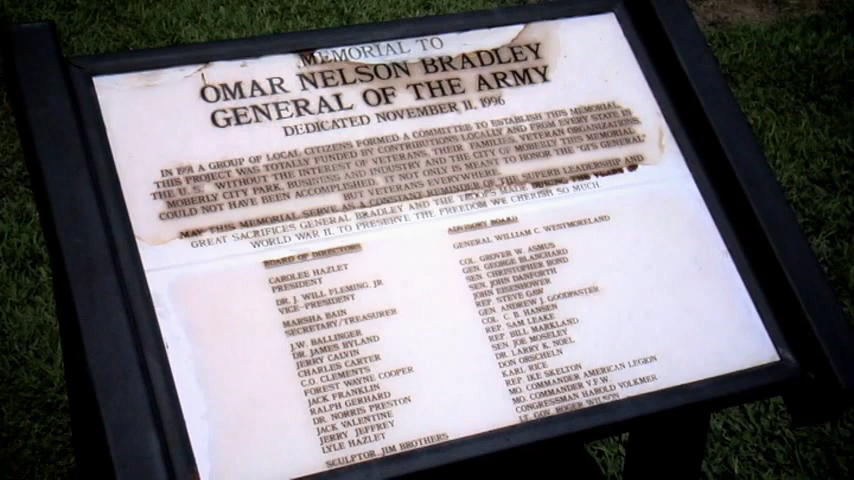 MEMORIAL TO
OMAR NELSON BRADLEY
GENERAL OF THE ARMY
DEDICATED NOVEMBER 11, 1996
IN 1991 A GROUP OF LOCAL CITIZENS FORMED A COMMITTEE TO ESTABLISH THIS MEMORIAL.
THIS PROJECT WAS TOTALLY FUNDED BY CONTRIBUTIONS LOCALLY AND FROM EVERY STATE IN
THE U.S. WITHOUT THE INTEREST OF VETERANS, THEIR FAMILIES, VETERAN ORGANIZATIONS,
MOBERLY CITY PARK, BUSINESS AND INDUSTRY, AND THE CITY OF MOBERLY THIS MEMORIAL
COULD NOT HAVE BEEN ACCOMPLISHED. IT NOT ONLY IS MEANT TO HONOR THE "GI'S GENERAL"
BUT VETERANS EVERYWHERE.
MAY THIS MEMORIAL SERVE AS A CONSTANT REMINDER OF THE SUPERB LEADERSHIP AND
GREAT SACRIFICES GENERAL BRADLEY AND THE TROOPS MADE DURING THE YEARS OF
WORLD WAR II, TO PRESERVE THE FREEDOM WE CHERISH SO MUCH
BOARD OF DIRECTORS
CAROLEE HAZLET
PRESIDENT
DR. J. WILL FLEMING, JR
VICE-PRESIDENT
MARSHA BAIN
SECRETARY/TREASURER
J.W. BALLINGER
DR. JAMES BYLAND
JERRY CALVIN
CHARLES CARTER
C.O. CLEMENTS
FOREST WAYNE COOPER
JACK FRANKLIN
RALPH GERHARD
DR NORRIS PRESTON
JACK VALENTINE
JERRY JEFFREY
LYLE HAZLET
SCULPTOR JIM BROTHERS
ADVISORY BOARD
GENERAL WILLIAM C. WESTMORELAND
COL. GROVER W. ASMUS
GEN. GEORGE BLANCHARD
SEN. CHRISTOPHER BOND
SEN. JOHN DANFORTH
JOHN EISENHOWER
REP. STEVE GAW
GEN. ANDREW J. GOODPASTER
COL. C. B. HANSEN
REP. SAM LEAKE
REP. BILL MARKLAND
SEN JOE MOSELEY
DR. LARRY K. NOEL
DON ORSCHELN
KARL RICE
REP IKE SKELTON
MO. COMMANDER AMERICAN LEGION
MO. COMMANDER V.F.W.
CONGRESSMAN HAROLD VOLKMER
LT. GOV. ROGER WILSON